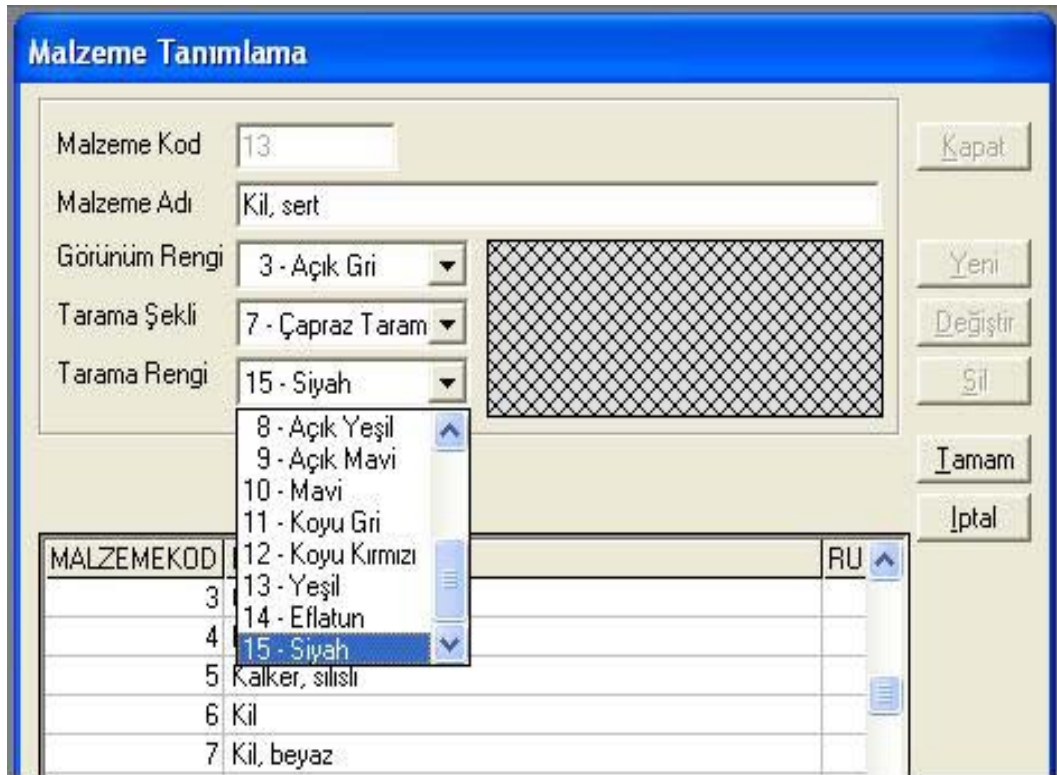 Malzeme Tanımlama
Malzeme Kod 13 Kapat
Malzeme Adı Kil, sert
Görünüm Rengi 3 - Açık Gri Yeni
Tarama Şekli 7 - Çapraz Taram Değiştir
Tarama Rengi 15 - Siyah Sil
8 - Açık Yeşil
9 - Açık Mavi
10 - Mavi
11 - Koyu Gri
12 - Koyu Kırmızı
13 - Yeşil
14 - Eflatun
15 - Siyah
Tamam
Iptal
MALZEMEKOD RU
3
4
5 Kalker, silisli
6 Kil
7 Kil, beyaz